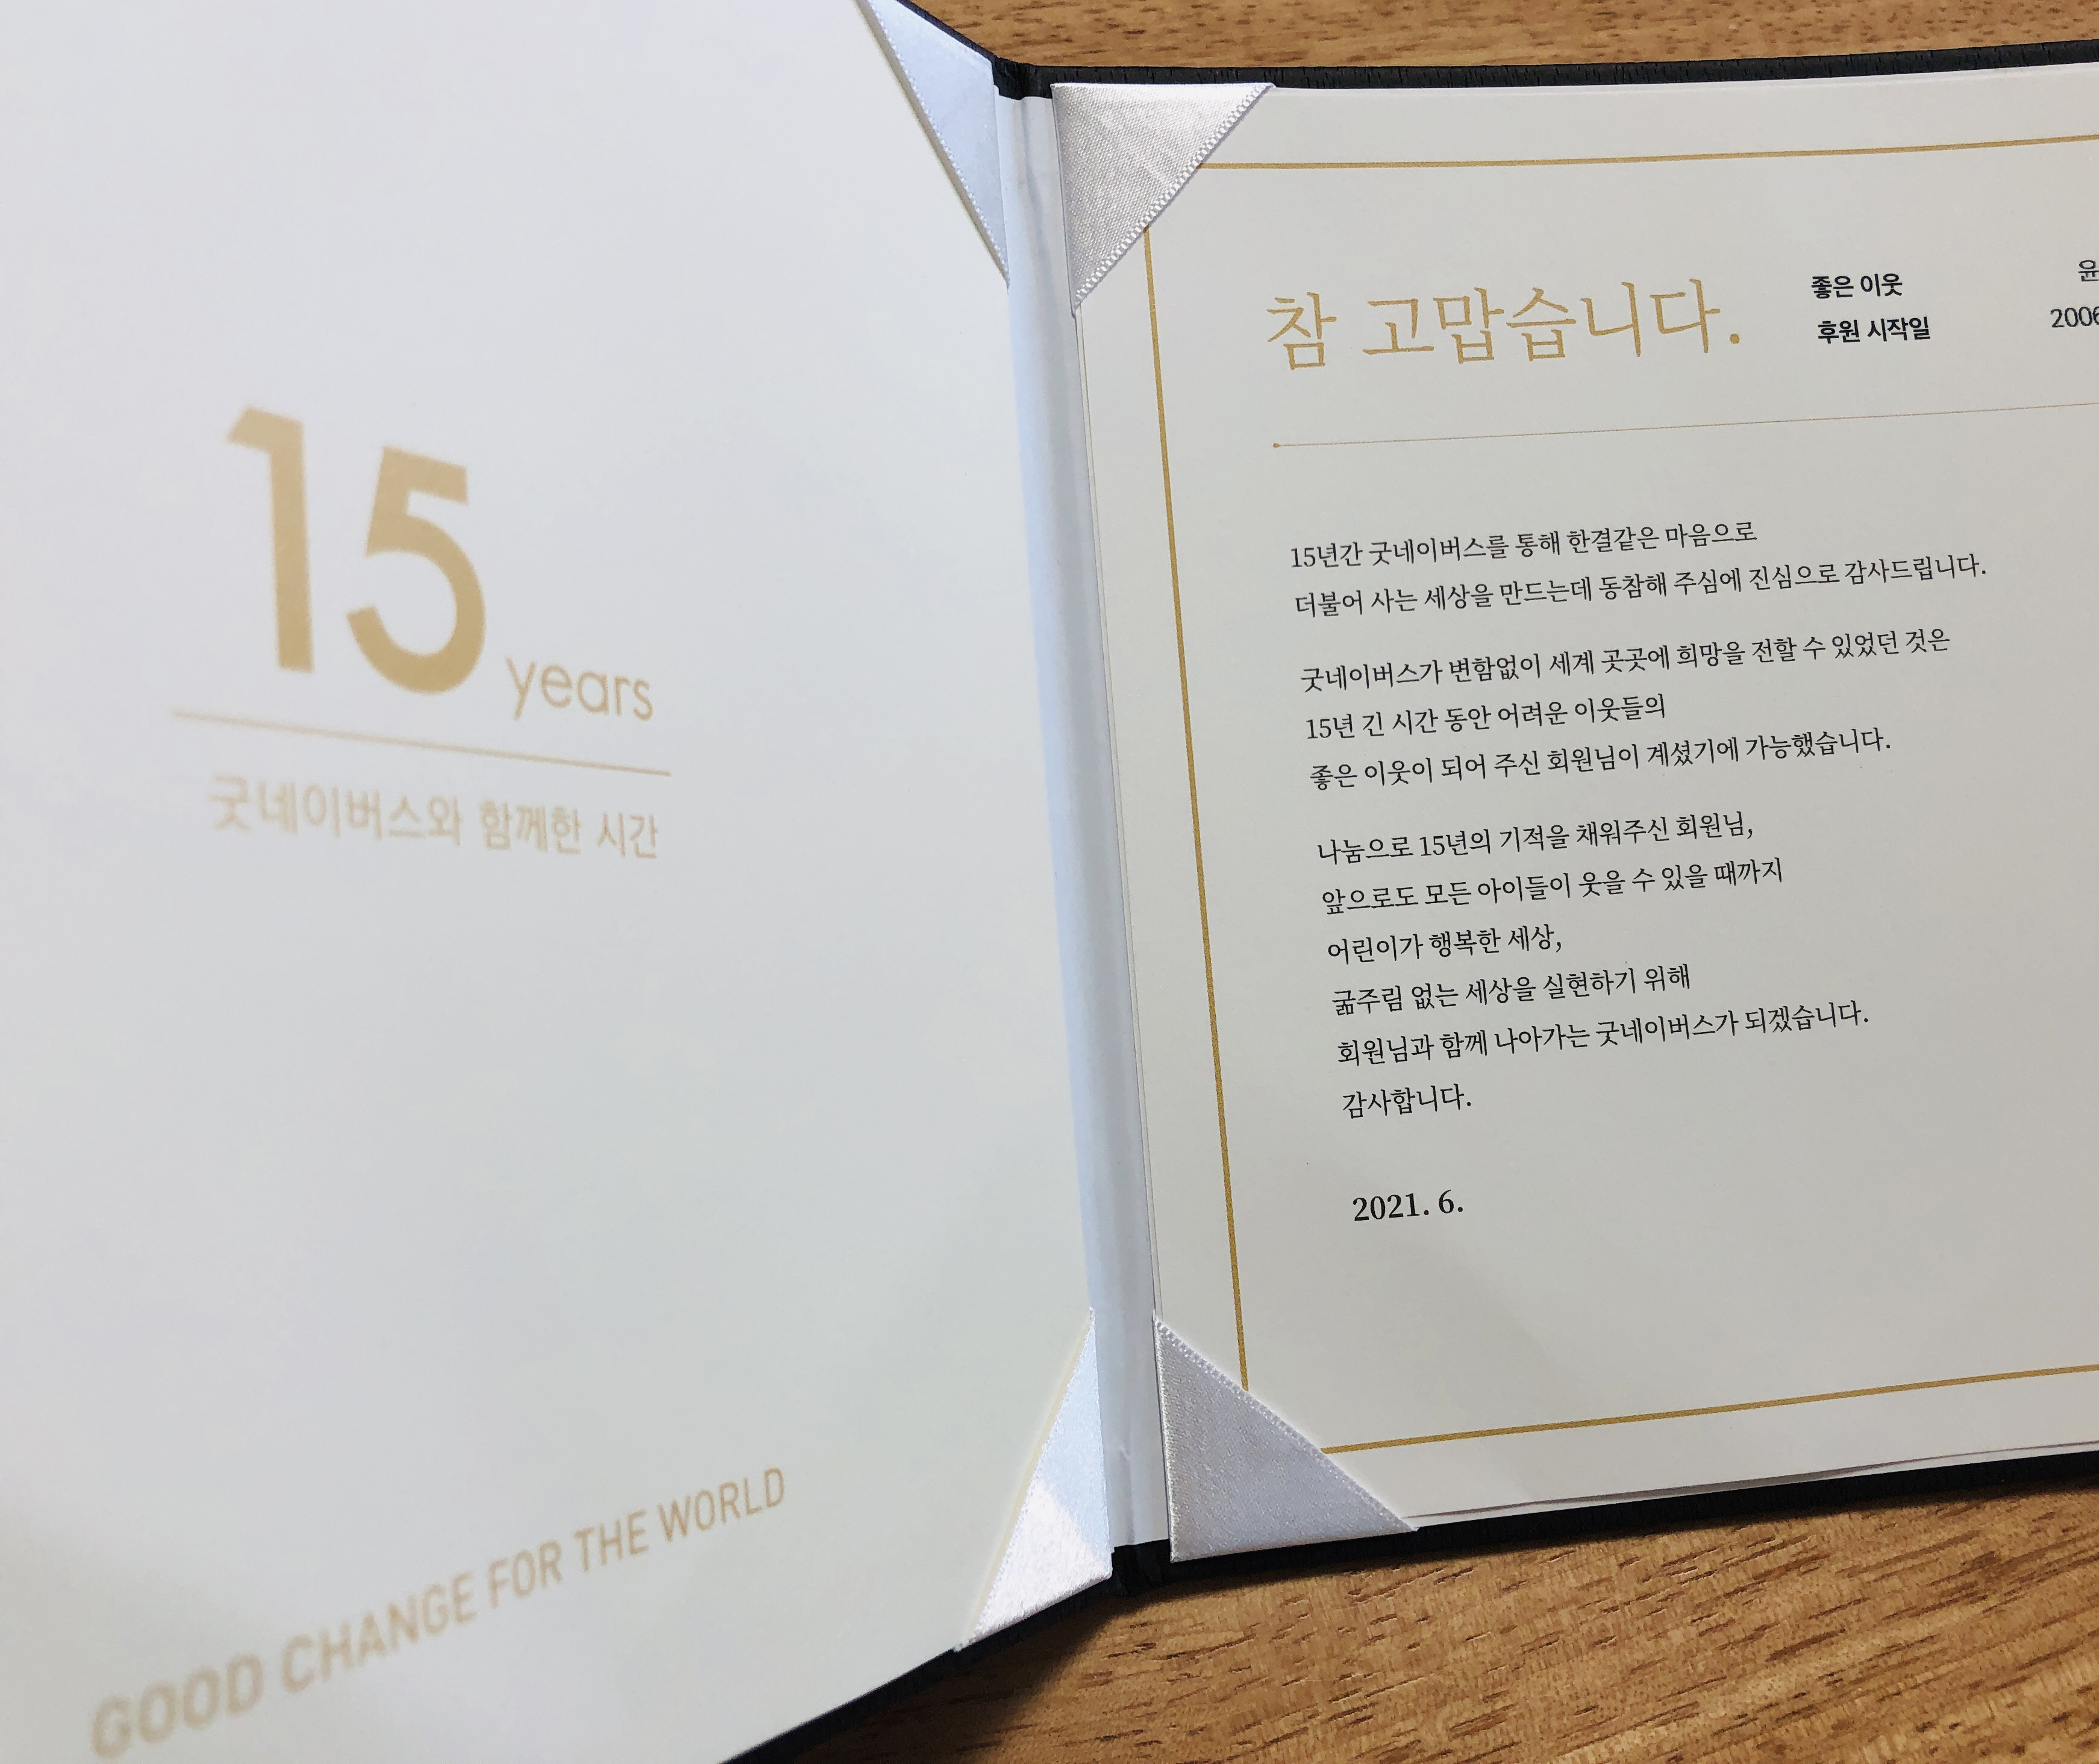 15 years
굿네이버스와 함께한 시간
GOOD CHANGE FOR THE WORLD
참 고맙습니다.
좋은 이웃 윤
후원 시작일 2006
15년간 굿네이버스를 통해 한결같은 마음으로
더불어 사는 세상을 만드는데 동참해 주심에 진심으로 감사드립니다.
굿네이버스가 변함없이 세계 곳곳에 희망을 전할 수 있었던 것은
15년 긴 시간 동안 어려운 이웃들의
좋은 이웃이 되어 주신 회원님이 계셨기에 가능했습니다.
나눔으로 15년의 기적을 채워주신 회원님,
앞으로도 모든 아이들이 웃을 수 있을 때까지
어린이가 행복한 세상,
굶주림 없는 세상을 실현하기 위해
회원님과 함께 나아가는 굿네이버스가 되겠습니다.
감사합니다.
2021. 6.